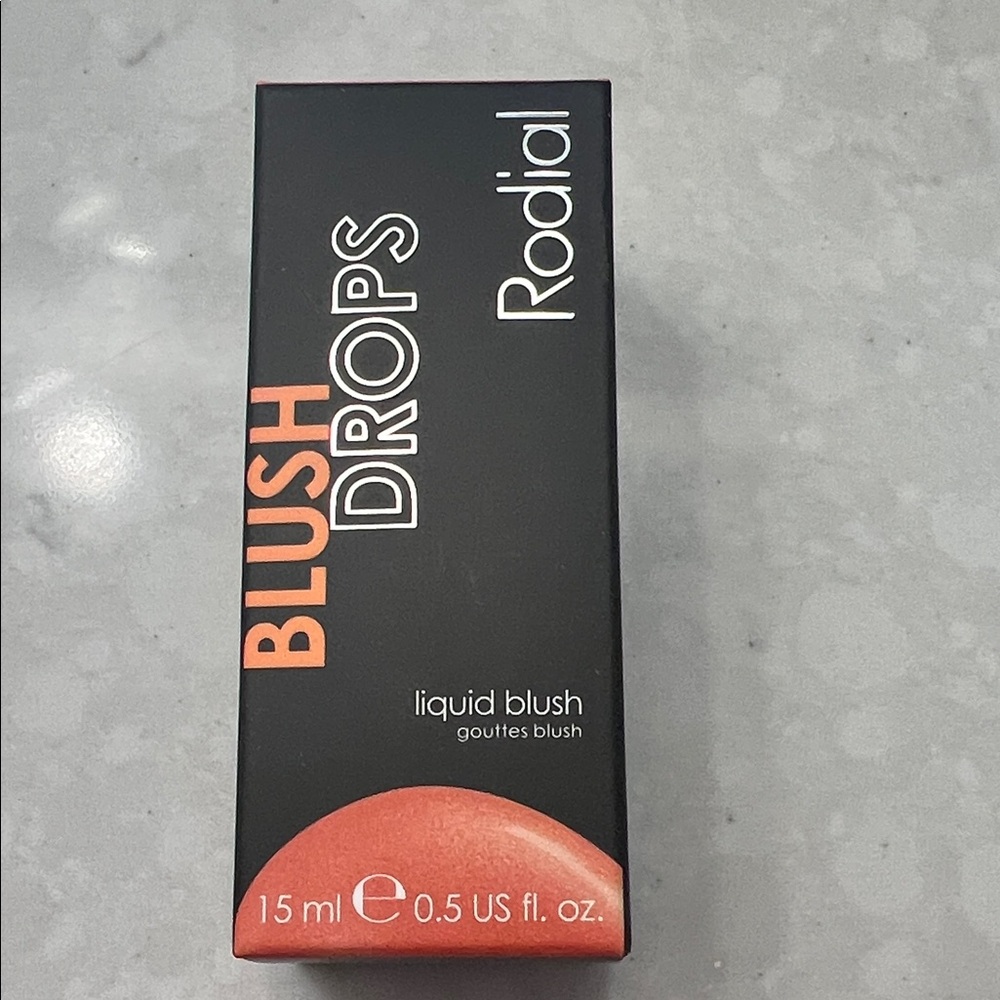 Rodial
BLUSH
DROPS
liquid blush
gouttes blush
15 ml ℮ 0.5 US fl. oz.